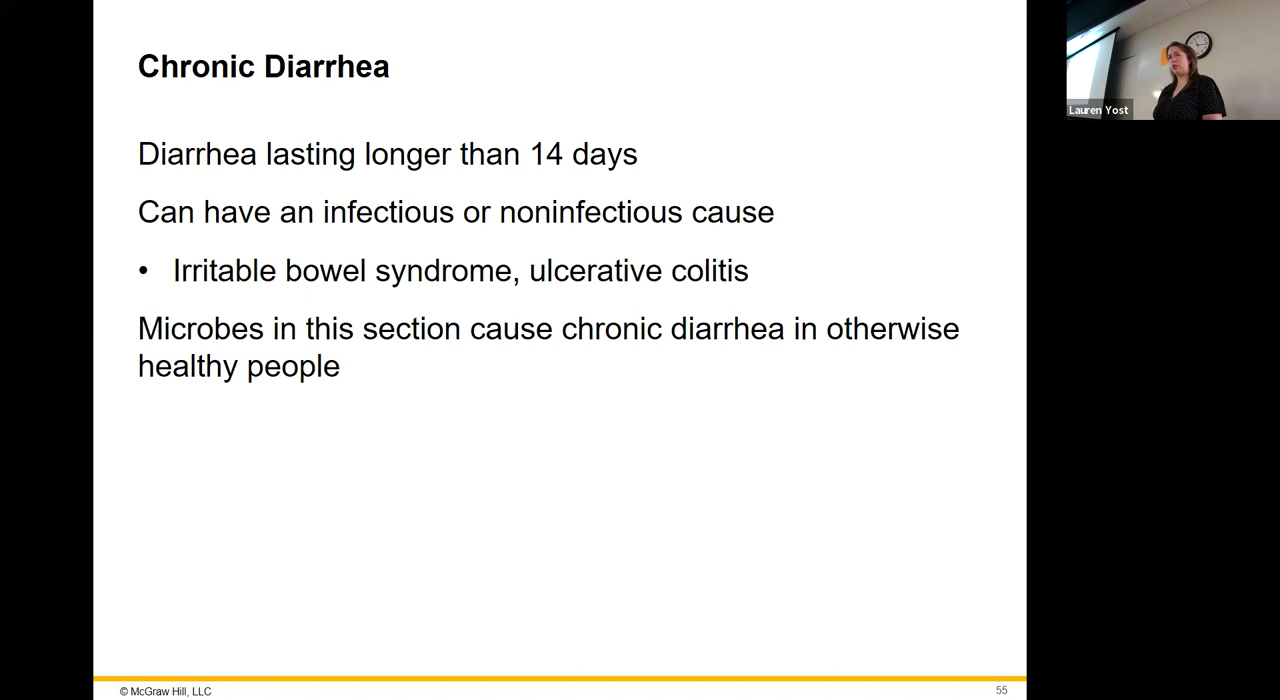 Chronic Diarrhea
Diarrhea lasting longer than 14 days
Can have an infectious or noninfectious cause
• Irritable bowel syndrome, ulcerative colitis
Microbes in this section cause chronic diarrhea in otherwise
healthy people
© McGraw Hill, LLC
55
Lauren Yost